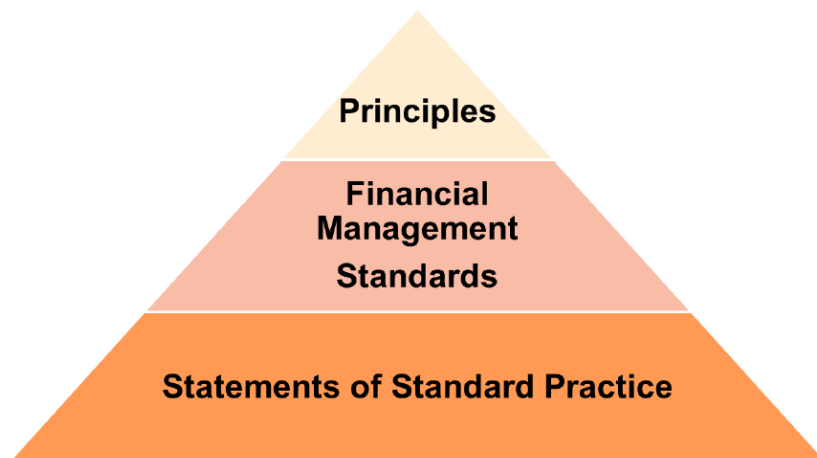 Principles
Financial
Management
Standards
Statements of Standard Practice